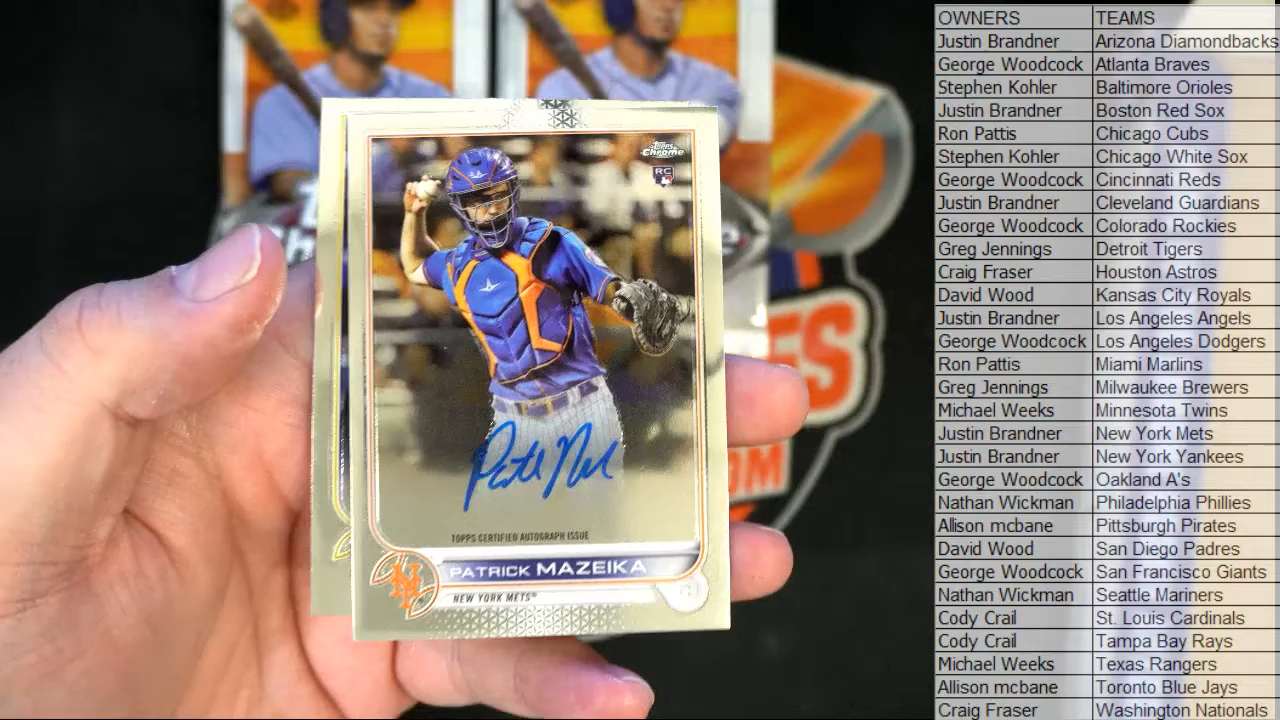 Topps
Chrome
RC
Patrick Mazeika
TOPPS CERTIFIED AUTOGRAPH ISSUE
PATRICK MAZEIKA
NEW YORK METS®
ES
OM
OWNERS TEAMS
Justin Brandner Arizona Diamondbacks
George Woodcock Atlanta Braves
Stephen Kohler Baltimore Orioles
Justin Brandner Boston Red Sox
Ron Pattis Chicago Cubs
Stephen Kohler Chicago White Sox
George Woodcock Cincinnati Reds
Justin Brandner Cleveland Guardians
George Woodcock Colorado Rockies
Greg Jennings Detroit Tigers
Craig Fraser Houston Astros
David Wood Kansas City Royals
Justin Brandner Los Angeles Angels
George Woodcock Los Angeles Dodgers
Ron Pattis Miami Marlins
Greg Jennings Milwaukee Brewers
Michael Weeks Minnesota Twins
Justin Brandner New York Mets
Justin Brandner New York Yankees
George Woodcock Oakland A's
Nathan Wickman Philadelphia Phillies
Allison mcbane Pittsburgh Pirates
David Wood San Diego Padres
George Woodcock San Francisco Giants
Nathan Wickman Seattle Mariners
Cody Crail St. Louis Cardinals
Cody Crail Tampa Bay Rays
Michael Weeks Texas Rangers
Allison mcbane Toronto Blue Jays
Craig Fraser Washington Nationals